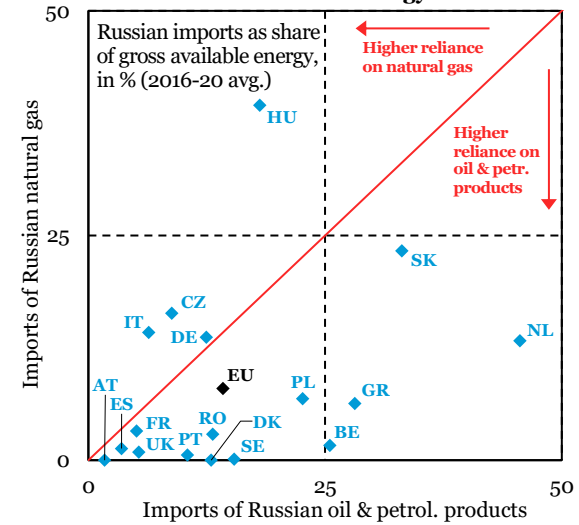 50
Russian imports as share
of gross available energy,
in % (2016-20 avg.)
Higher reliance
on natural gas
HU
Higher
reliance on
oil & petr.
products
Imports of Russian natural gas
25
SK
CZ
IT
DE
NL
EU
AT
PL
GR
ES
FR
RO
DK
BE
UK
PT
SE
0
0
25
50
Imports of Russian oil & petrol. products